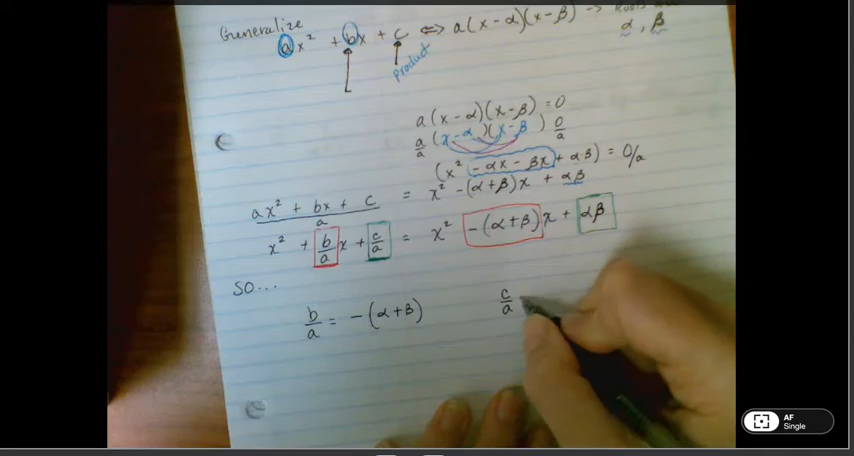 Generalize
ax² + bx + c ⇔ a(x-α)(x-β) →
product
α, β
a(x-α)(x-β) = 0
a/a (x-α)(x-β) 0/a
(x² - αx - βx + αβ) = 0/a
(ax² + bx + c)/a = x² - (α+β)x + αβ
x² + b/a x + c/a = x² - (α+β)x + αβ
SO...
b/a = - (α+β) c/a
AF
Single